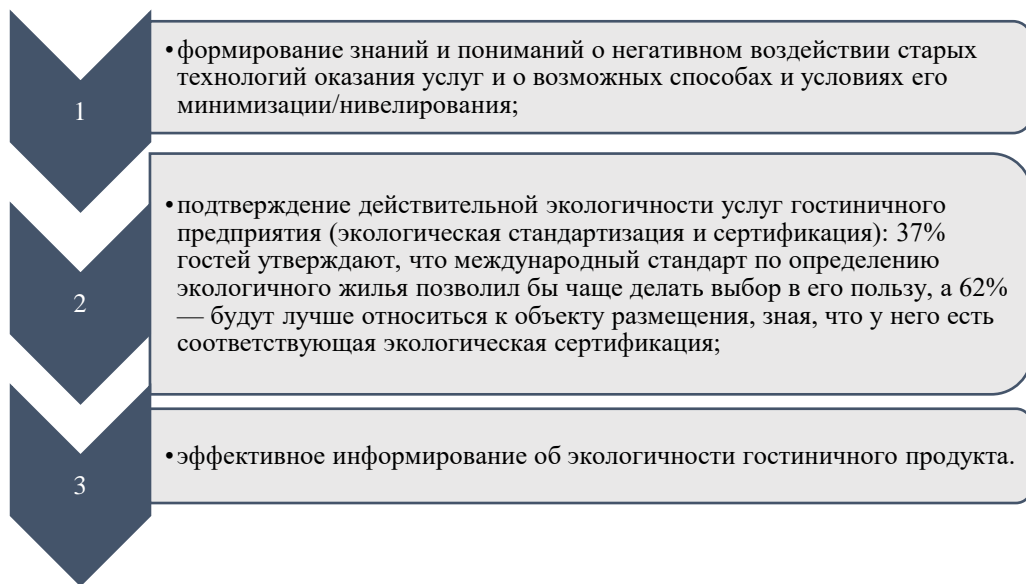 1
•формирование знаний и пониманий о негативном воздействии старых
технологий оказания услуг и о возможных способах и условиях его
минимизации/нивелирования;
2
•подтверждение действительной экологичности услуг гостиничного
предприятия (экологическая стандартизация и сертификация): 37%
гостей утверждают, что международный стандарт по определению
экологичного жилья позволил бы чаще делать выбор в его пользу, а 62%
— будут лучше относиться к объекту размещения, зная, что у него есть
соответствующая экологическая сертификация;
3
•эффективное информирование об экологичности гостиничного продукта.